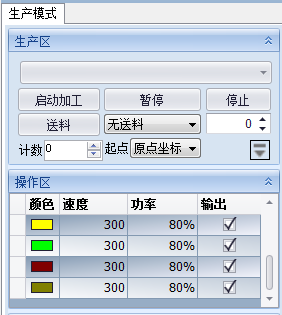 生产模式
生产区
启动加工 暂停 停止
送料 无送料 0
计数 0 起点 原点坐标
操作区
颜色 速度 功率 输出
300 80%
300 80%
300 80%
300 80%